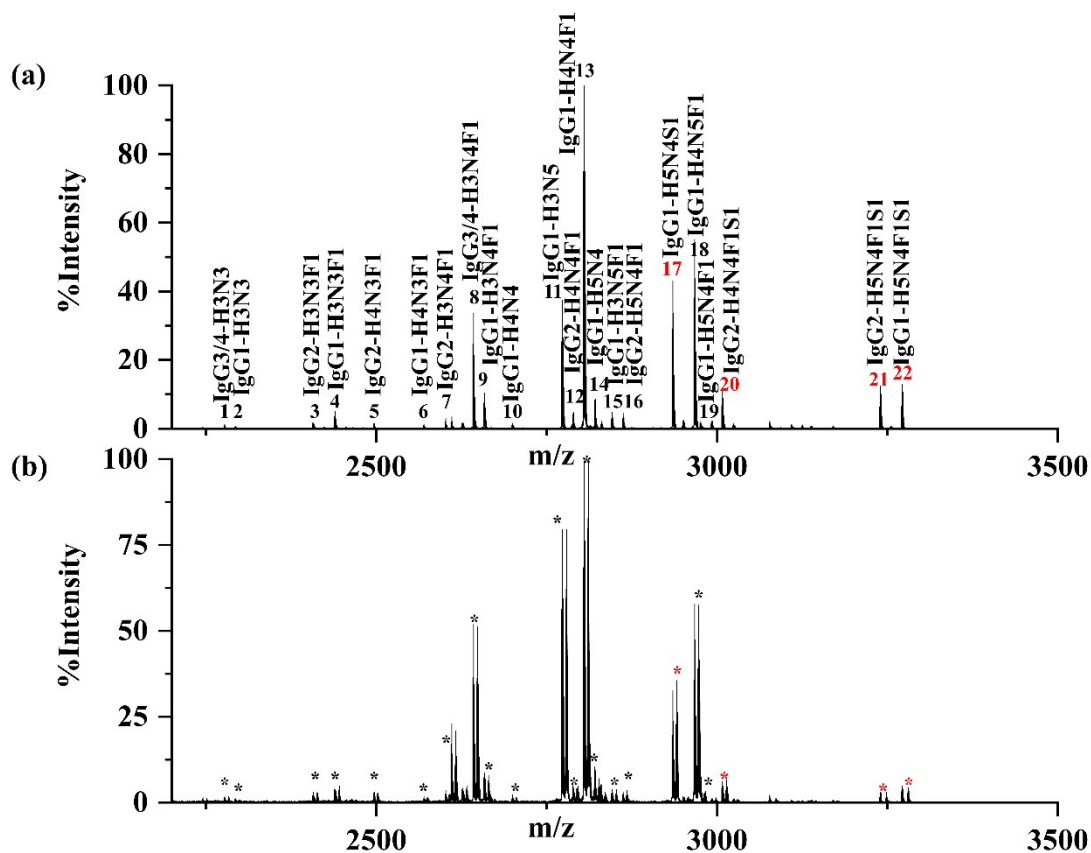 (a)
%Intensity
100
80
60
40
20
0
IgG3/4-H3N3
1
IgG1-H3N3
2
IgG2-H3N3F1
3
IgG1-H3N3F1
4
IgG2-H4N3F1
5
IgG1-H4N3F1
6
IgG2-H3N4F1
7
IgG3/4-H3N4F1
8
IgG1-H3N4F1
9
IgG1-H4N4
10
IgG1-H3N5
11
IgG2-H4N4F1
12
IgG1-H4N4F1
13
IgG1-H5N4
14
IgG1-H3N5F1
15
IgG2-H5N4F1
16
IgG1-H5N4S1
17
IgG1-H4N5F1
18
IgG1-H5N4F1
19
IgG2-H4N4F1S1
20
IgG2-H5N4F1S1
21
IgG1-H5N4F1S1
22
2500
m/z
3000
3500
(b)
%Intensity
100
75
50
25
0
* * * * * * * * * * * * * * * * * * * * * *
2500
m/z
3000
3500